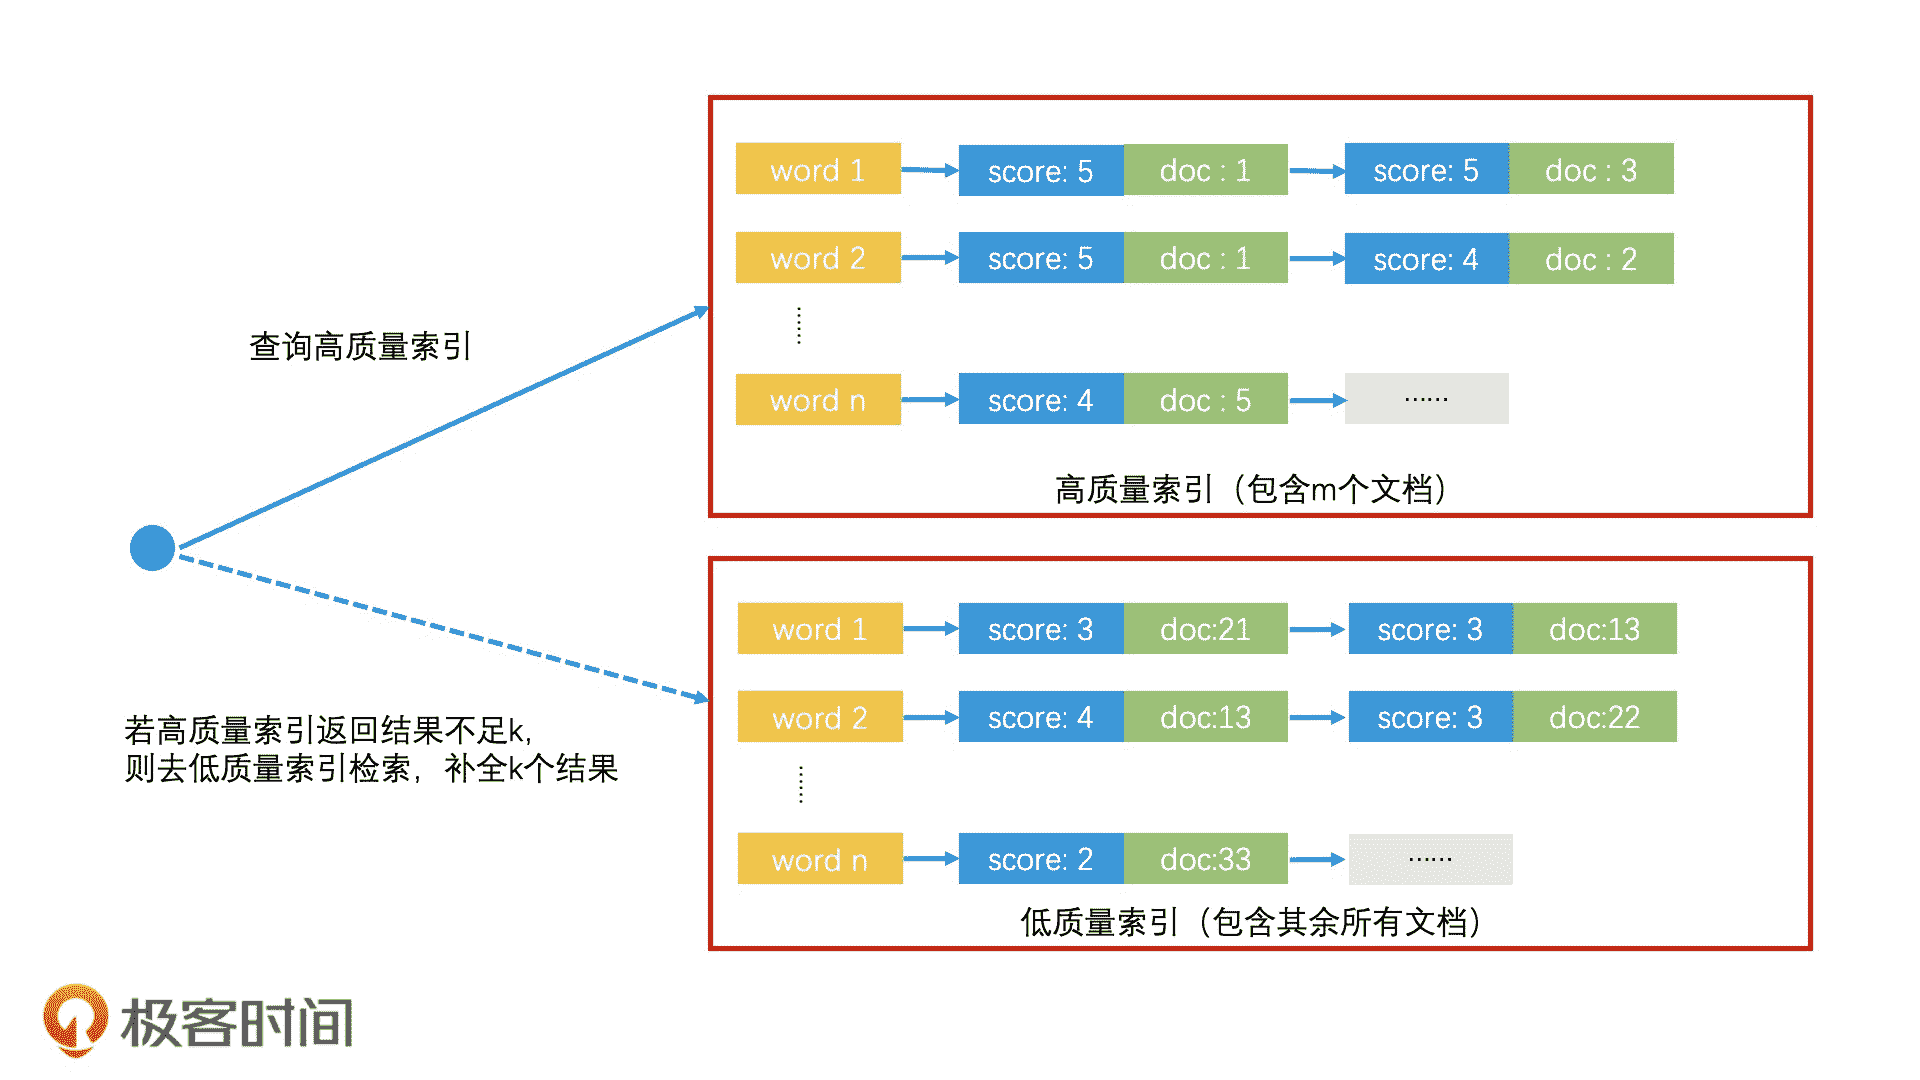 word 1 score: 5 doc : 1 score: 5 doc : 3
word 2 score: 5 doc : 1 score: 4 doc : 2
······
word n score: 4 doc : 5 ······
高质量索引（包含m个文档）
查询高质量索引
若高质量索引返回结果不足k，
则去低质量索引检索，补全k个结果
word 1 score: 3 doc:21 score: 3 doc:13
word 2 score: 4 doc:13 score: 3 doc:22
······
word n score: 2 doc:33 ······
低质量索引（包含其余所有文档）
极客时间